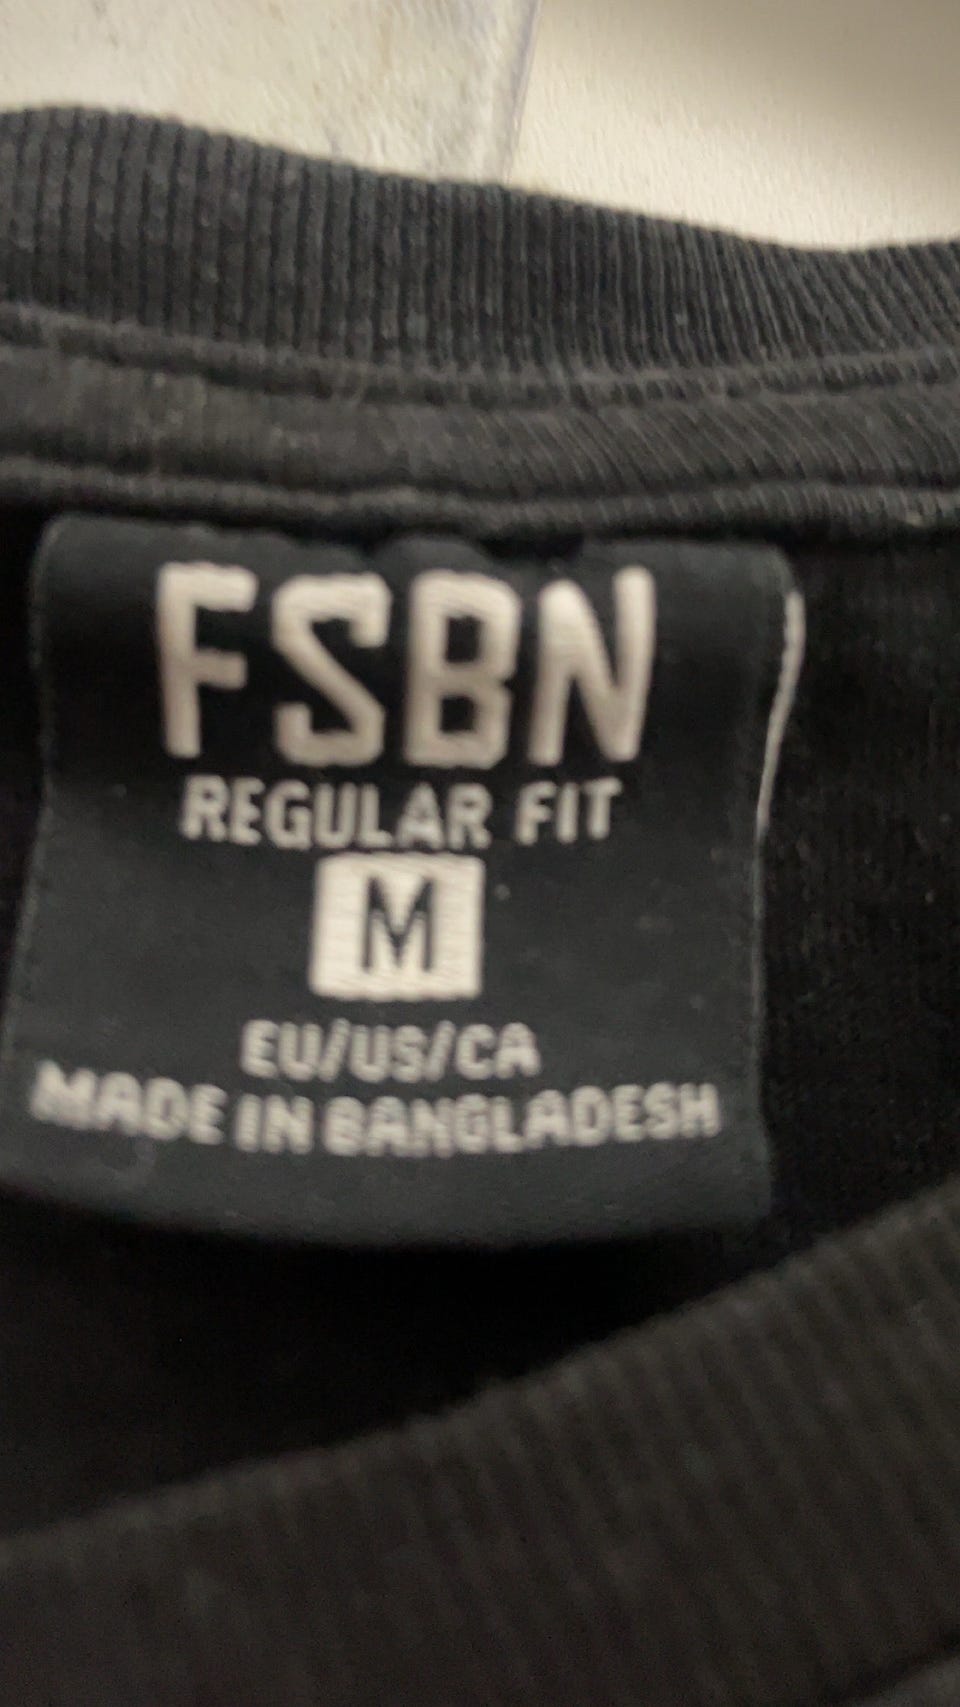 FSBN
REGULAR FIT
M
EU/US/CA
MADE IN BANGLADESH